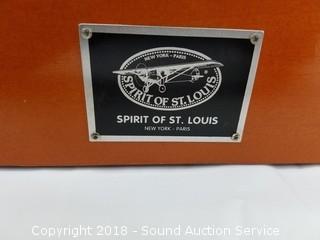 NEW YORK - PARIS
SPIRIT OF ST. LOUIS
SPIRIT OF ST. LOUIS
NEW YORK - PARIS
Copyright 2018 - Sound Auction Service